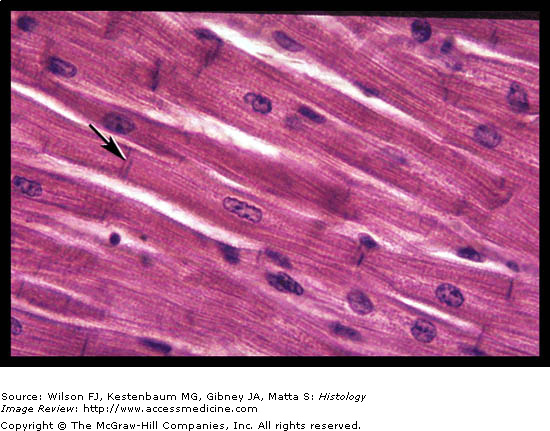 Source: Wilson FJ, Kestenbaum MG, Gibney JA, Matta S: Histology
Image Review: http://www.accessmedicine.com
Copyright © The McGraw-Hill Companies, Inc. All rights reserved.